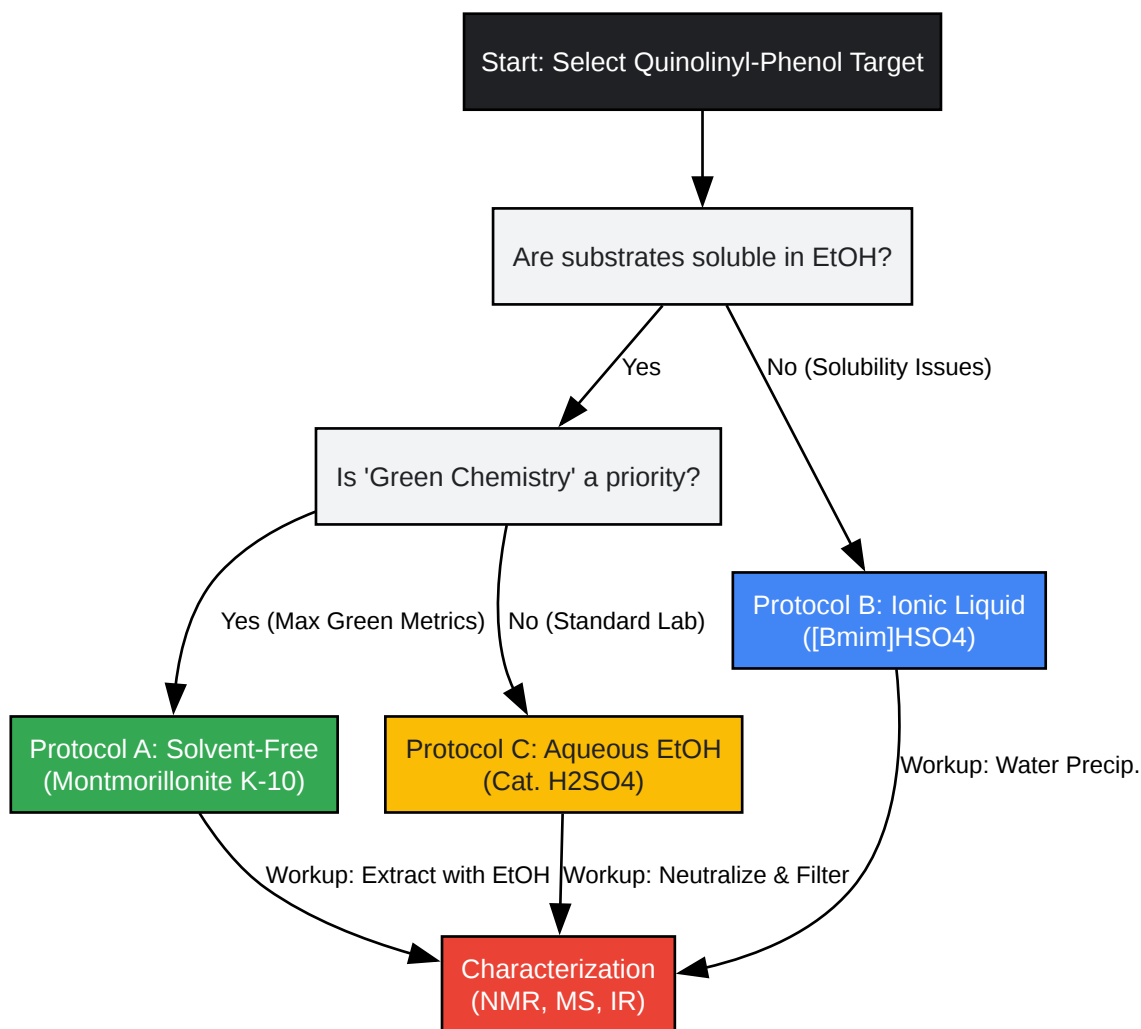 Start: Select Quinolinyl-Phenol Target
Are substrates soluble in EtOH?
Yes
No (Solubility Issues)
Is 'Green Chemistry' a priority?
Yes (Max Green Metrics)
No (Standard Lab)
Protocol B: Ionic Liquid
([Bmim]HSO4)
Protocol A: Solvent-Free
(Montmorillonite K-10)
Protocol C: Aqueous EtOH
(Cat. H2SO4)
Workup: Water Precip.
Workup: Extract with EtOH
Workup: Neutralize & Filter
Characterization
(NMR, MS, IR)